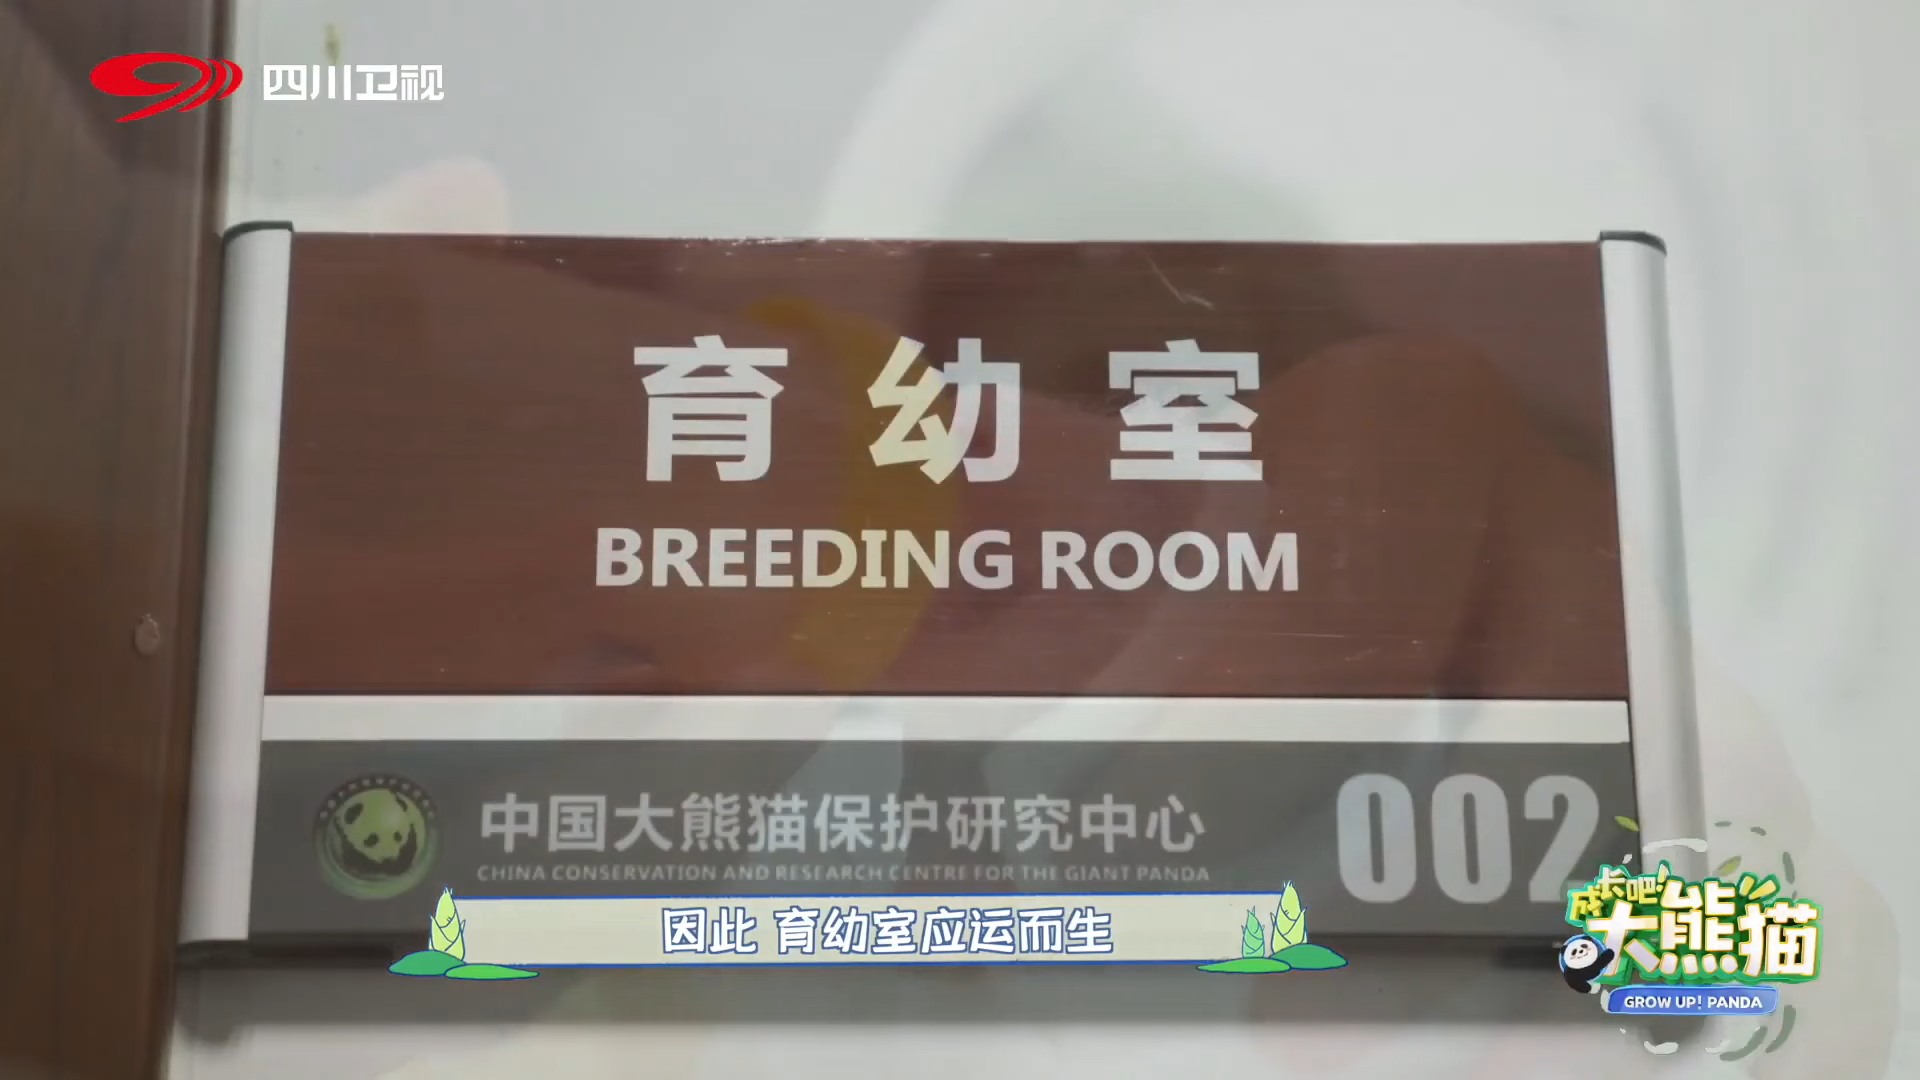 四川卫视
育幼室
BREEDING ROOM
中国大熊猫保护研究中心
CHINA CONSERVATION AND RESEARCH CENTRE FOR THE GIANT PANDA
002
因此 育幼室应运而生
成长吧！
大熊猫
GROW UP! PANDA